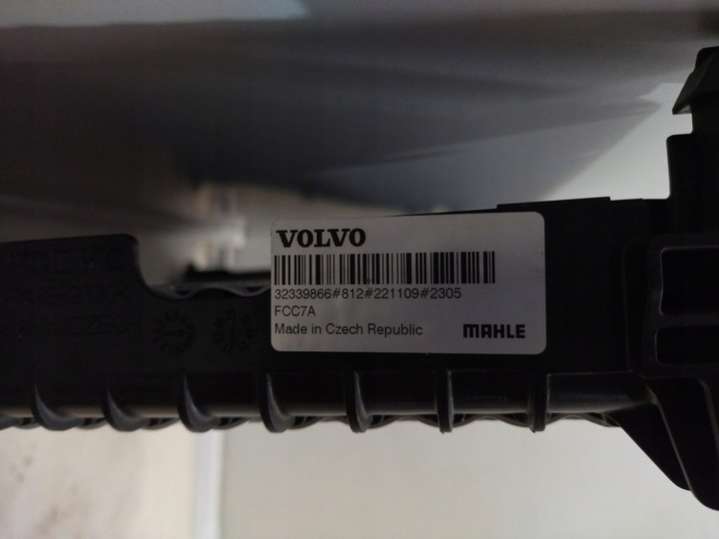 VOLVO
32339866#812#221109#2305
FCC7A
Made in Czech Republic
MAHLE